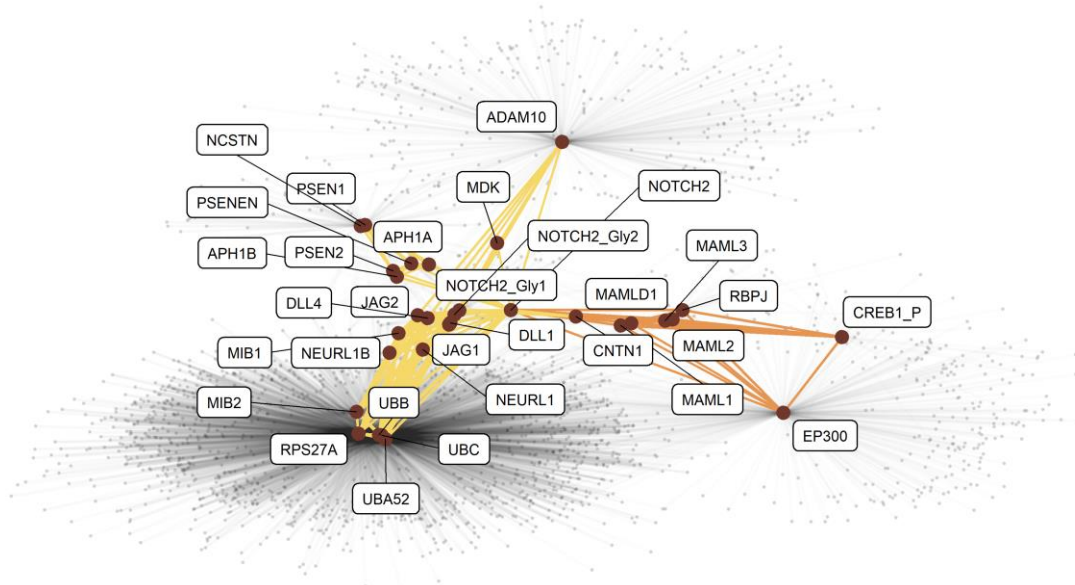 ADAM10
NCSTN
PSEN1
MDK
NOTCH2
PSENEN
APH1A
NOTCH2_Gly2
MAML3
APH1B
PSEN2
NOTCH2_Gly1
MAMLD1
RBPJ
DLL4
JAG2
CREB1_P
DLL1
MIB1
NEURL1B
JAG1
CNTN1
MAML2
MIB2
UBB
NEURL1
MAML1
RPS27A
UBC
EP300
UBA52